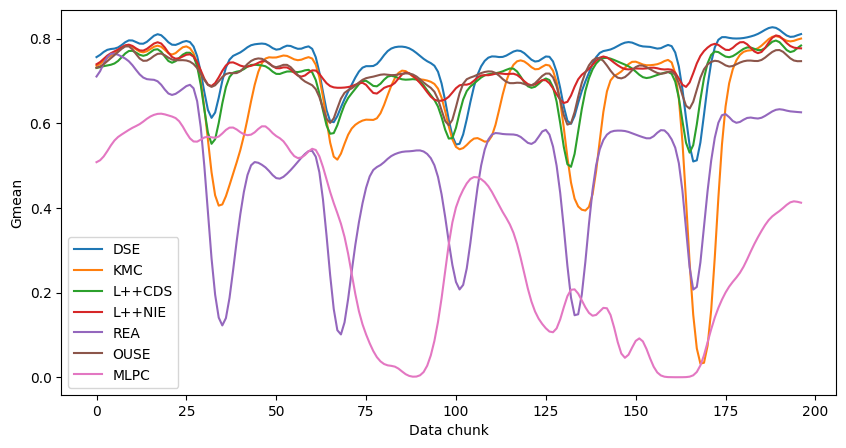 Gmean
0.8
0.6
0.4
0.2
0.0
DSE
KMC
L++CDS
L++NIE
REA
OUSE
MLPC
0 25 50 75 100 125 150 175 200
Data chunk